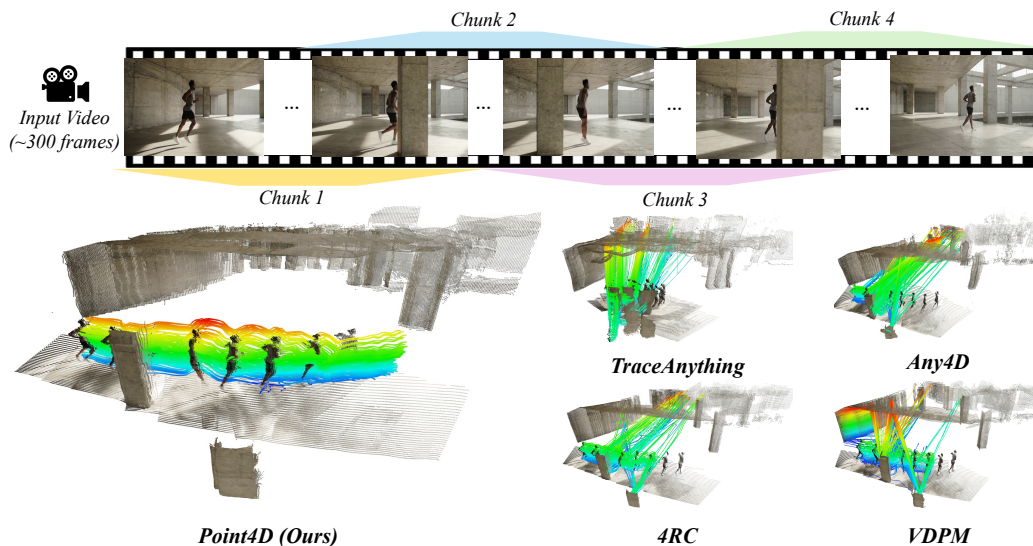 Chunk 2
Chunk 4
Input Video
(~300 frames)
...
...
...
...
Chunk 1
Chunk 3
TraceAnything
Any4D
Point4D (Ours)
4RC
VDPM